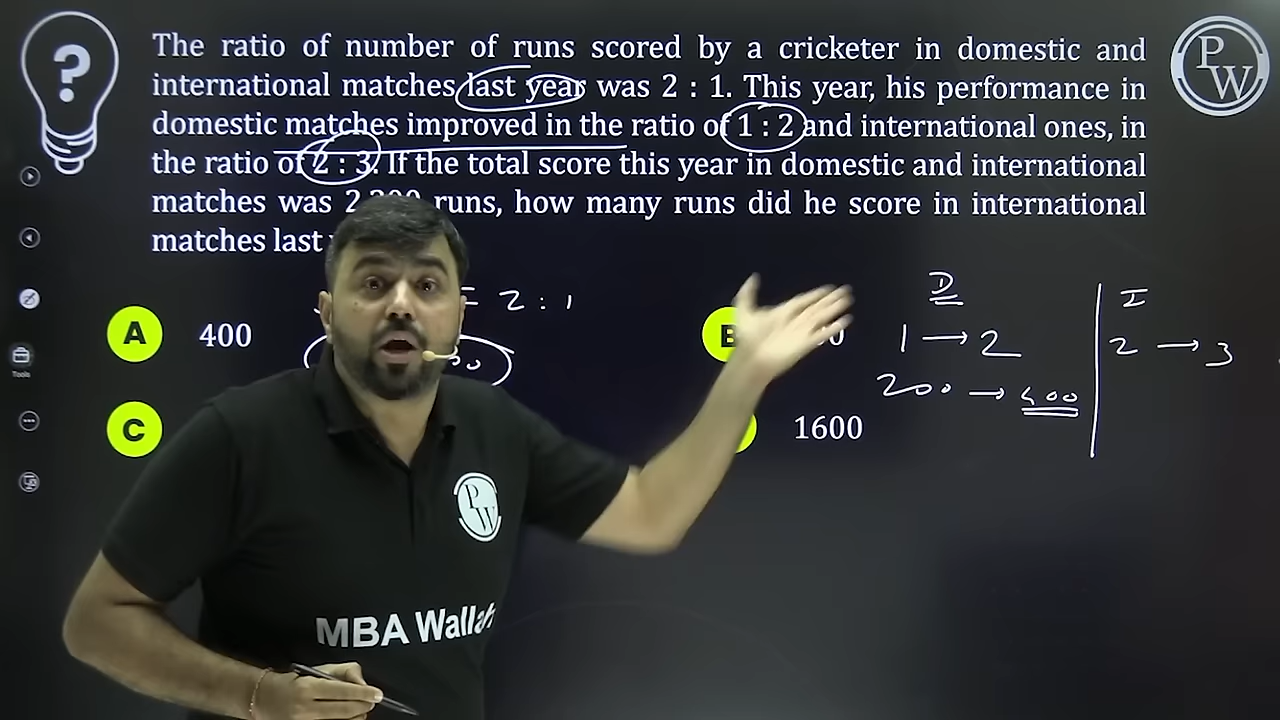 The ratio of number of runs scored by a cricketer in domestic and
international matches last year was 2 : 1. This year, his performance in
domestic matches improved in the ratio of 1 : 2 and international ones, in
the ratio of 2 : 3. If the total score this year in domestic and international
matches was runs, how many runs did he score in international
matches last
= 2 : 1
A 400
B
C
1600
D
1 → 2
200 → 400
I
2 → 3
PW
PW
MBA Wallah
Tools